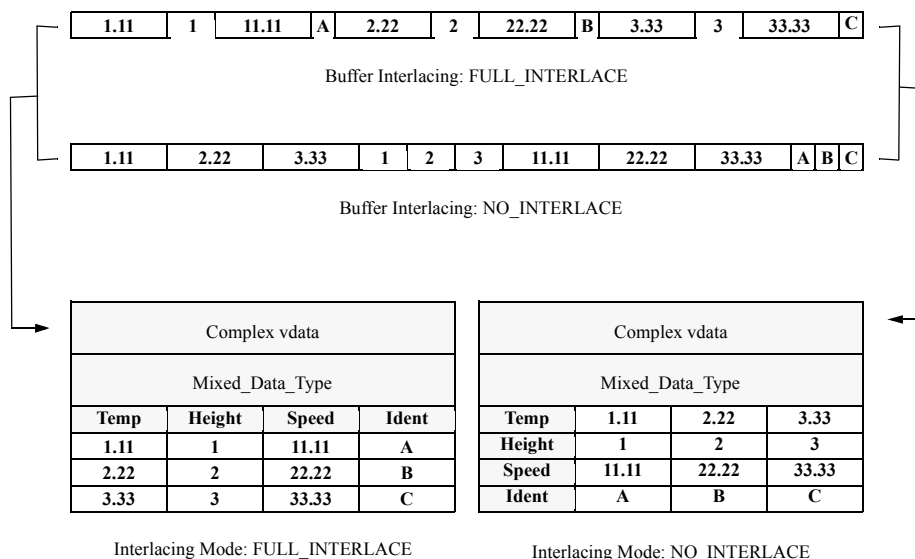 1.11 1 11.11 A 2.22 2 22.22 B 3.33 3 33.33 C
Buffer Interlacing: FULL_INTERLACE
1.11 2.22 3.33 1 2 3 11.11 22.22 33.33 A B C
Buffer Interlacing: NO_INTERLACE
Complex vdata
Mixed_Data_Type
Temp Height Speed Ident
1.11 1 11.11 A
2.22 2 22.22 B
3.33 3 33.33 C
Interlacing Mode: FULL_INTERLACE
Complex vdata
Mixed_Data_Type
Temp 1.11 2.22 3.33
Height 1 2 3
Speed 11.11 22.22 33.33
Ident A B C
Interlacing Mode: NO_INTERLACE